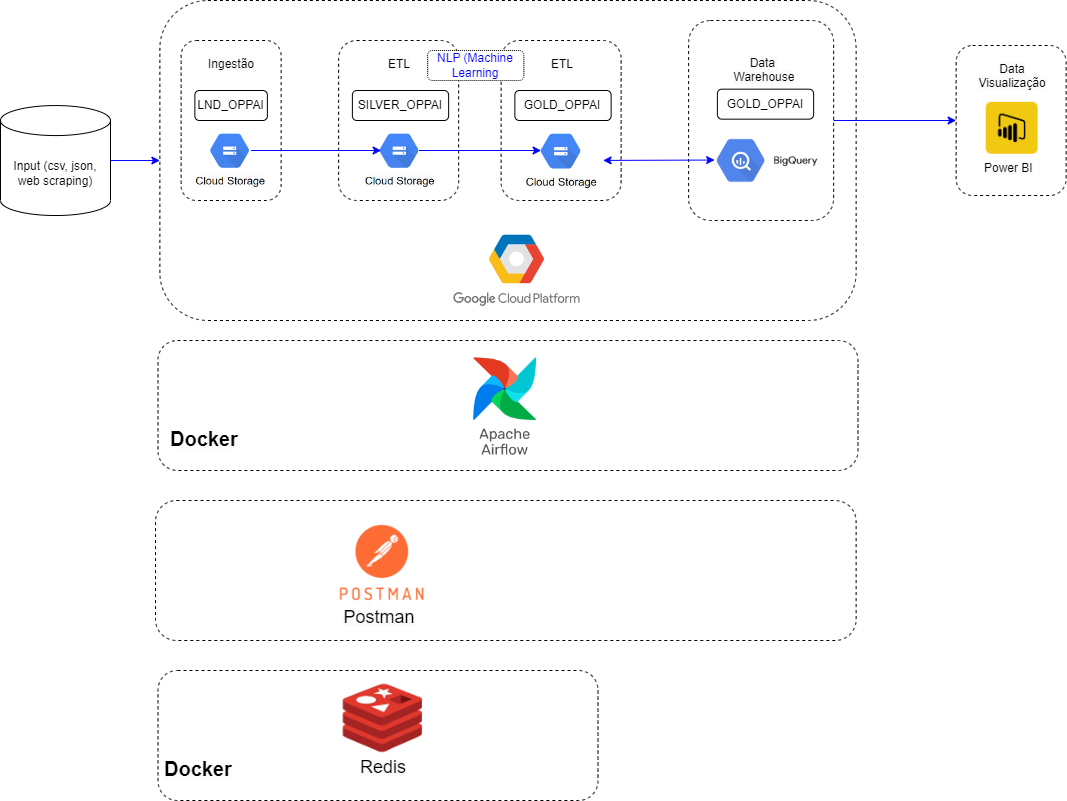 Ingestão
LND_OPPAI
Cloud Storage
ETL
SILVER_OPPAI
Cloud Storage
NLP (Machine
Learning
ETL
GOLD_OPPAI
Cloud Storage
Data
Warehouse
GOLD_OPPAI
BigQuery
Data
Visualização
Power BI
Input (csv, json,
web scraping)
Google Cloud Platform
Apache
Airflow
Docker
POSTMAN
Postman
Redis
Docker